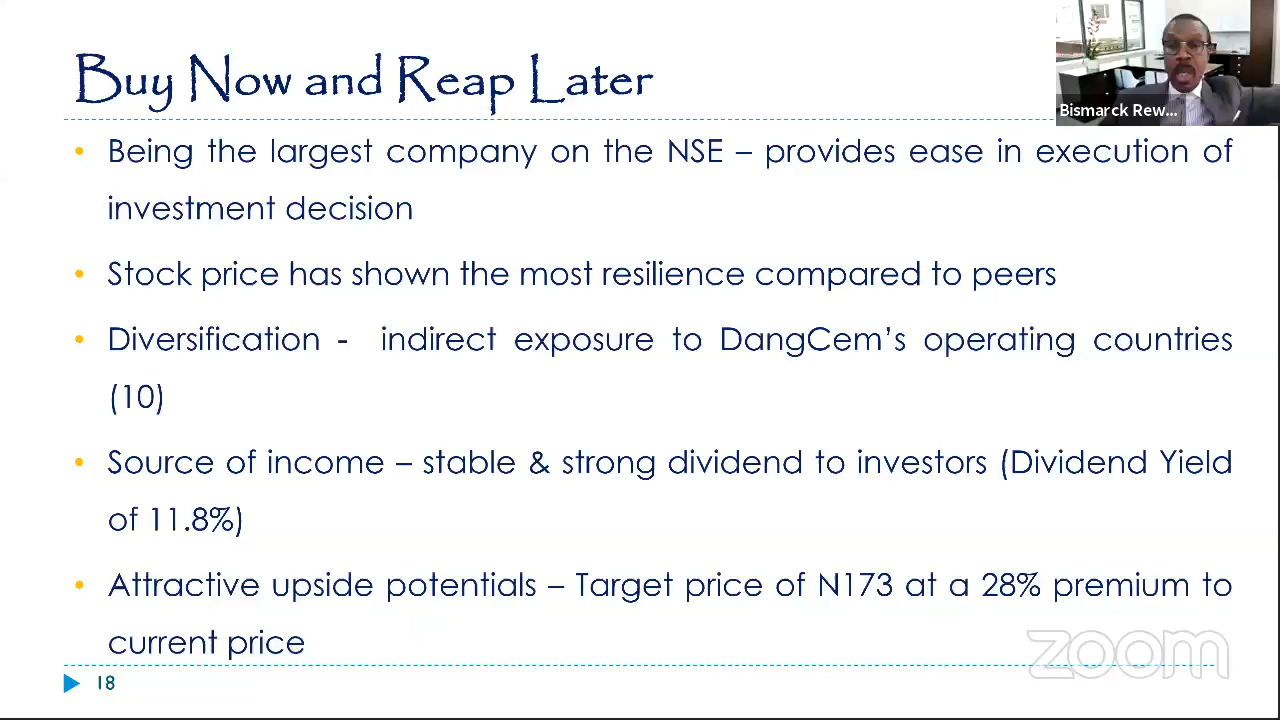 Buy Now and Reap Later
Bismarck Rew...
• Being the largest company on the NSE – provides ease in execution of
investment decision
• Stock price has shown the most resilience compared to peers
• Diversification - indirect exposure to DangCem's operating countries
(10)
• Source of income – stable & strong dividend to investors (Dividend Yield
of 11.8%)
• Attractive upside potentials – Target price of N173 at a 28% premium to
current price
zoom
18